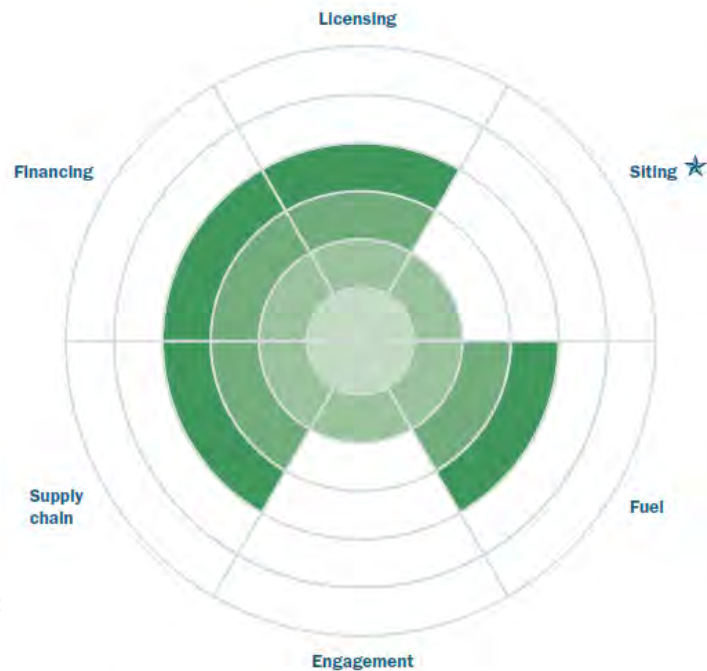 Licensing
Financing
Siting
Supply
chain
Fuel
Engagement